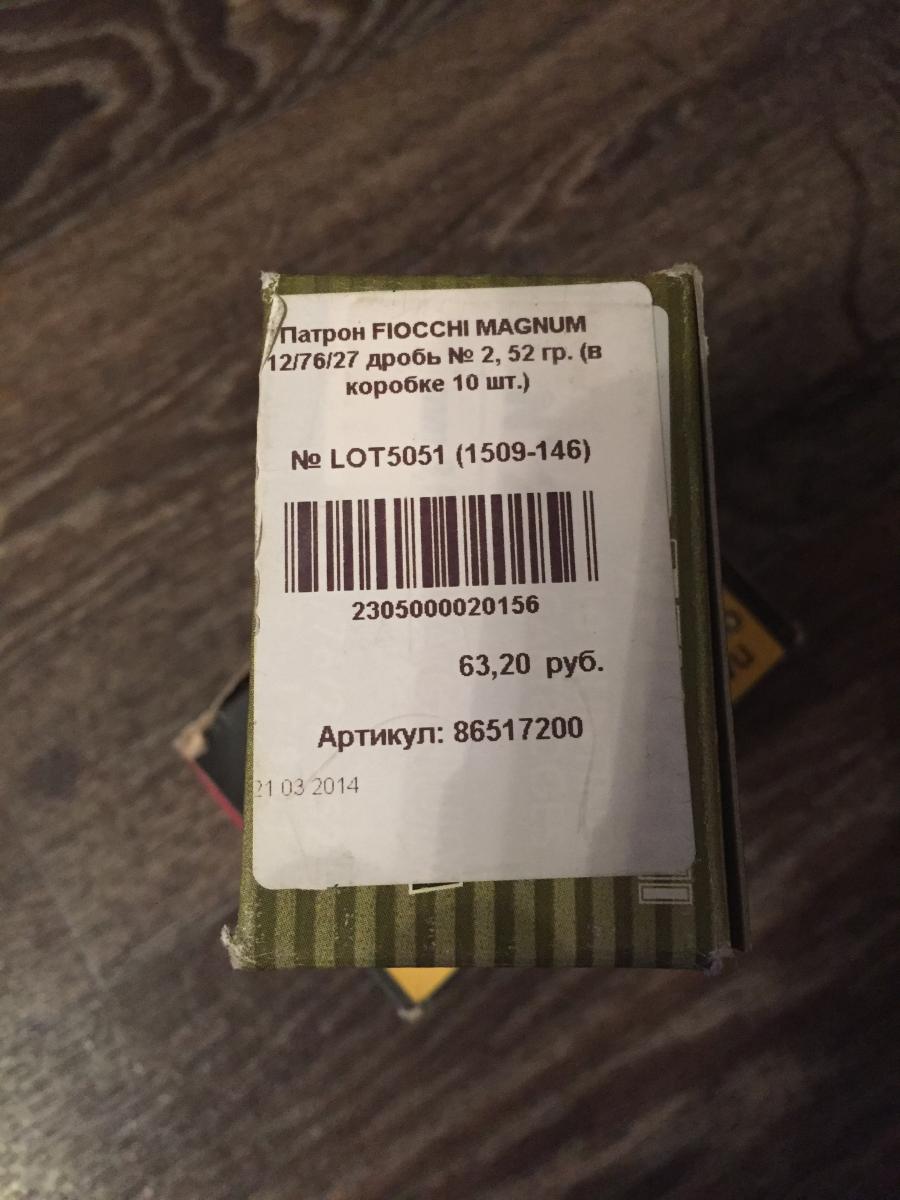 Патрон FIOCCHI MAGNUM
12/76/27 дробь № 2, 52 гр. (в
коробке 10 шт.)
№ LOT5051 (1509-146)
2305000020156
63,20 руб.
Артикул: 86517200
21 03 2014